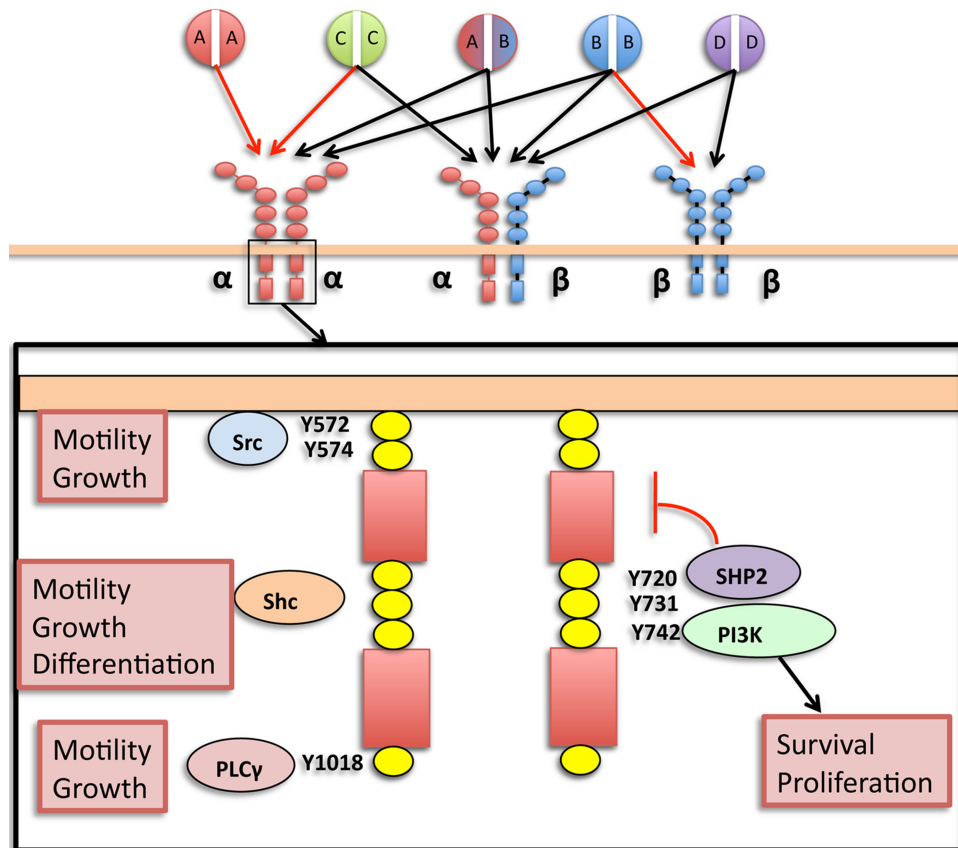 A A
C C
A B
B B
D D
α
α
α
β
β
β
Motility
Growth
Src
Y572
Y574
Motility
Growth
Differentiation
Shc
Y720
Y731
Y742
SHP2
PI3K
Motility
Growth
PLCγ
Y1018
Survival
Proliferation